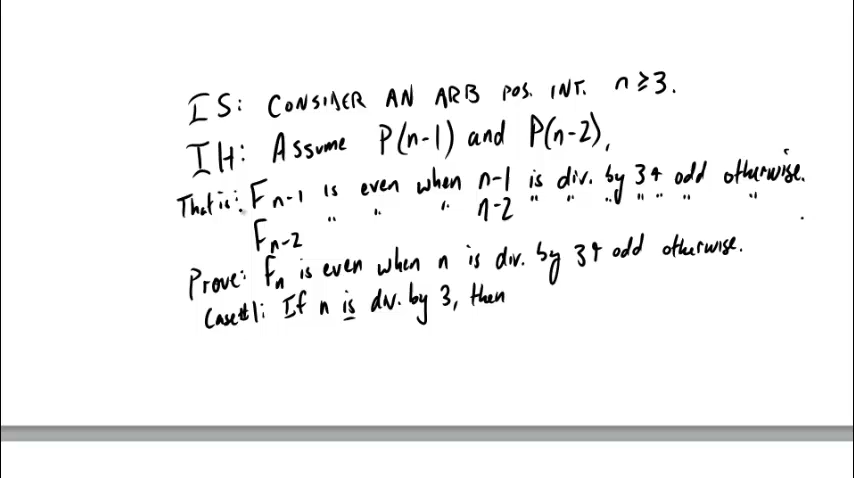 IS: CONSIDER AN ARB POS. INT. n ≥ 3.
IH: Assume P(n-1) and P(n-2),
That is: F n-1 is even when n-1 is div. by 3 & odd otherwise.
F n-2 " " " n-2 " " " " " "
Prove: Fn is even when n is div. by 3 & odd otherwise.
Case#1: If n is div. by 3, then